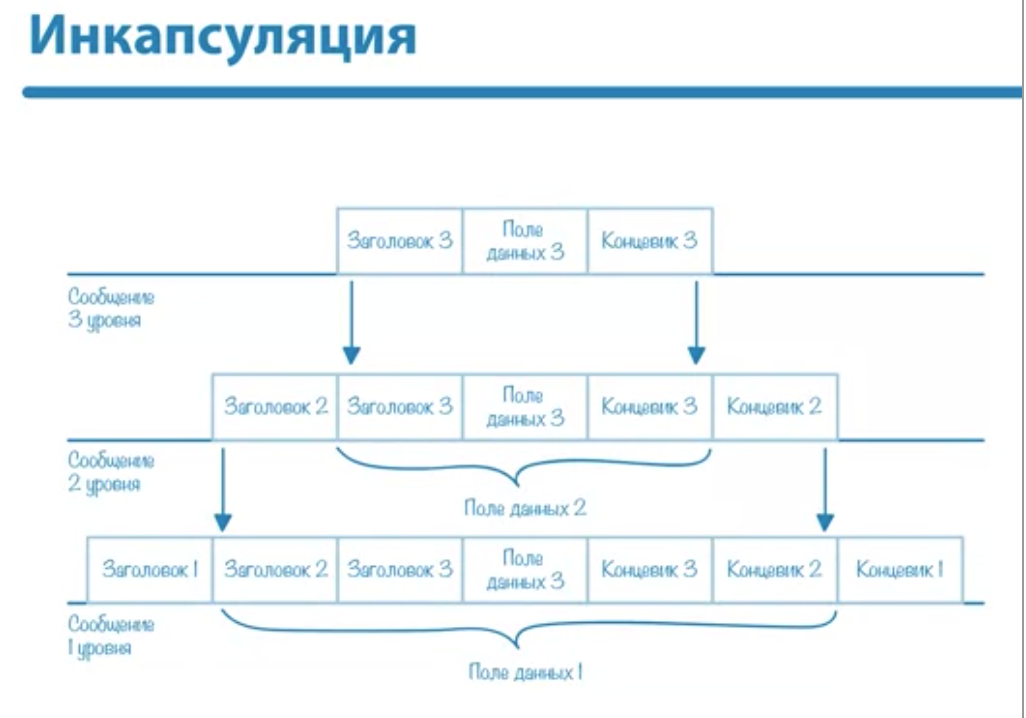 Инкапсуляция
Заголовок 3
Поле
данных 3
Концевик 3
Сообщение
3 уровня
Заголовок 2
Заголовок 3
Поле
данных 3
Концевик 3
Концевик 2
Сообщение
2 уровня
Поле данных 2
Заголовок 1
Заголовок 2
Заголовок 3
Поле
данных 3
Концевик 3
Концевик 2
Концевик 1
Сообщение
1 уровня
Поле данных 1